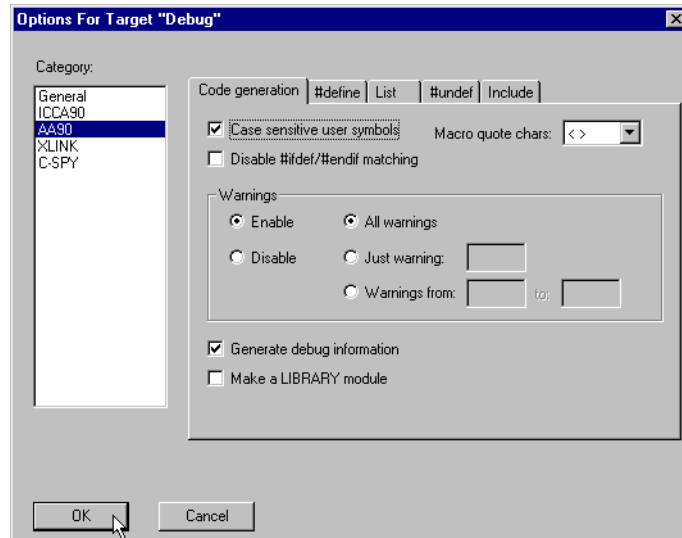 Options For Target "Debug"
Category:
General
ICCA90
AA90
XLINK
C-SPY
Code generation #define List #undef Include
Case sensitive user symbols Macro quote chars: < >
Disable #ifdef/#endif matching
Warnings
Enable All warnings
Disable Just warning:
Warnings from: to:
Generate debug information
Make a LIBRARY module
OK Cancel